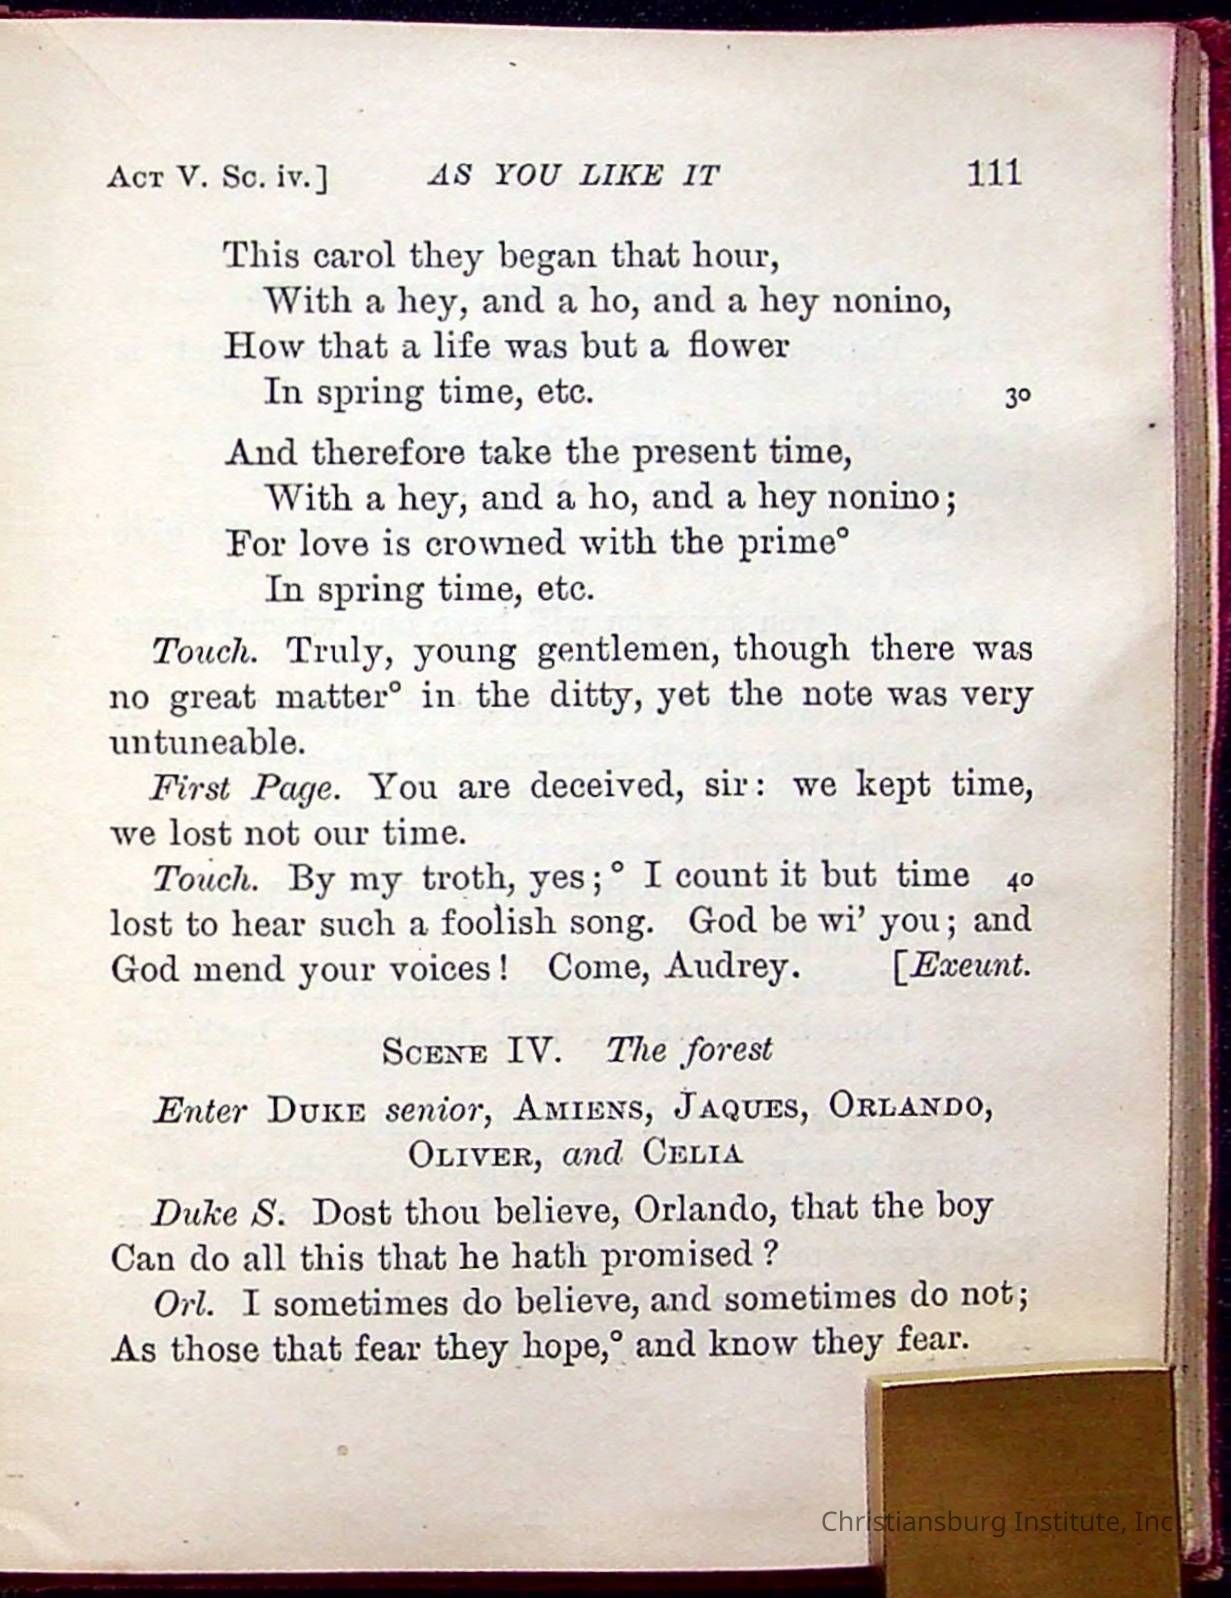 Act V. Sc. iv.] AS YOU LIKE IT 111
This carol they began that hour,
With a hey, and a ho, and a hey nonino,
How that a life was but a flower
In spring time, etc. 30
And therefore take the present time,
With a hey, and a ho, and a hey nonino;
For love is crowned with the prime°
In spring time, etc.
Touch. Truly, young gentlemen, though there was
no great matter° in the ditty, yet the note was very
untuneable.
First Page. You are deceived, sir: we kept time,
we lost not our time.
Touch. By my troth, yes;° I count it but time 40
lost to hear such a foolish song. God be wi' you; and
God mend your voices! Come, Audrey. [Exeunt.
Scene IV. The forest
Enter Duke senior, Amiens, Jaques, Orlando,
Oliver, and Celia
Duke S. Dost thou believe, Orlando, that the boy
Can do all this that he hath promised?
Orl. I sometimes do believe, and sometimes do not;
As those that fear they hope,° and know they fear.
Christiansburg Institute, Inc